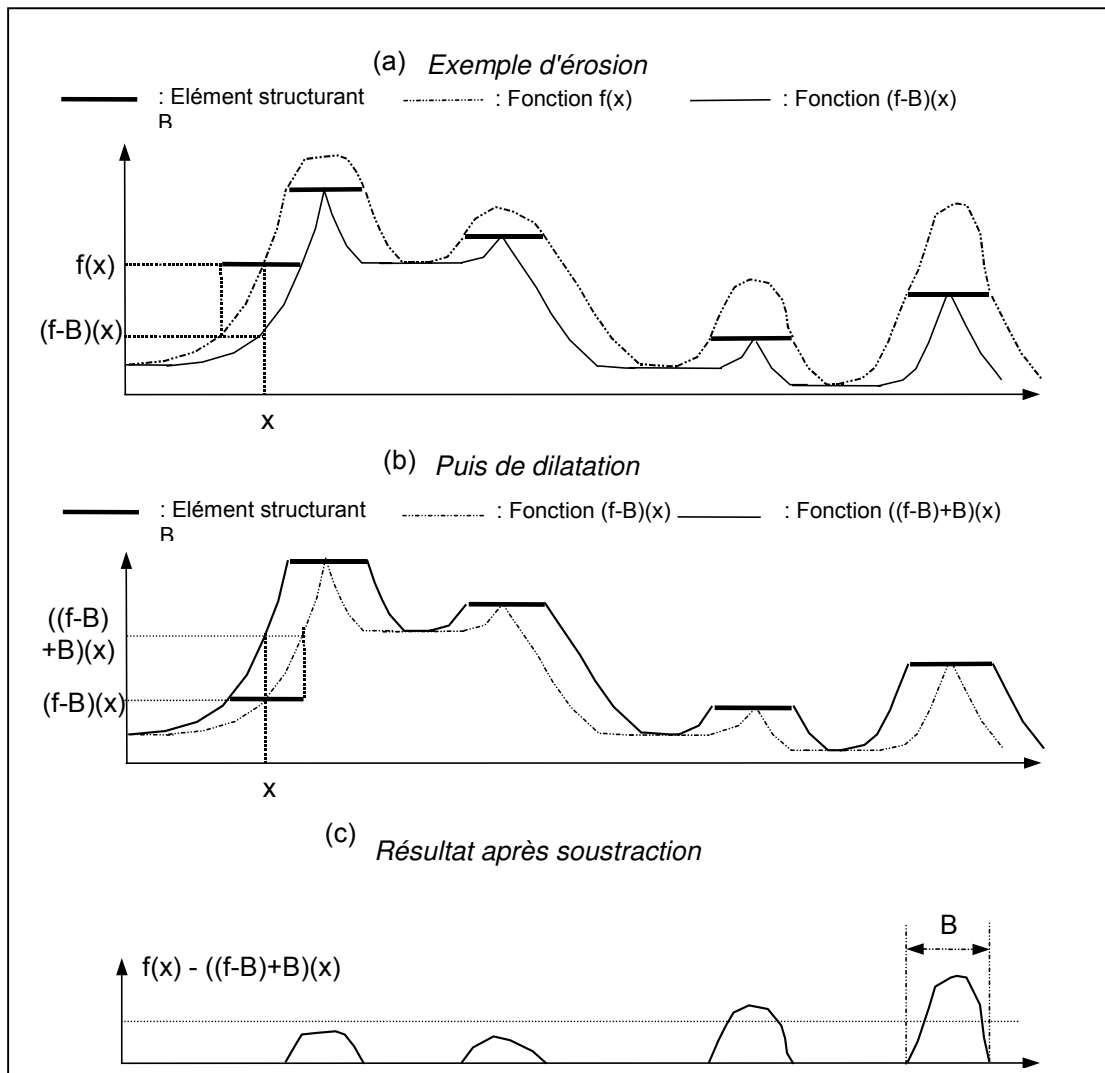 (a) Exemple d'érosion
: Elément structurant B : Fonction f(x) : Fonction (f-B)(x)
f(x)
(f-B)(x)
x
(b) Puis de dilatation
: Elément structurant B : Fonction (f-B)(x) : Fonction ((f-B)+B)(x)
((f-B)
+B)(x)
(f-B)(x)
x
(c) Résultat après soustraction
B
f(x) - ((f-B)+B)(x)